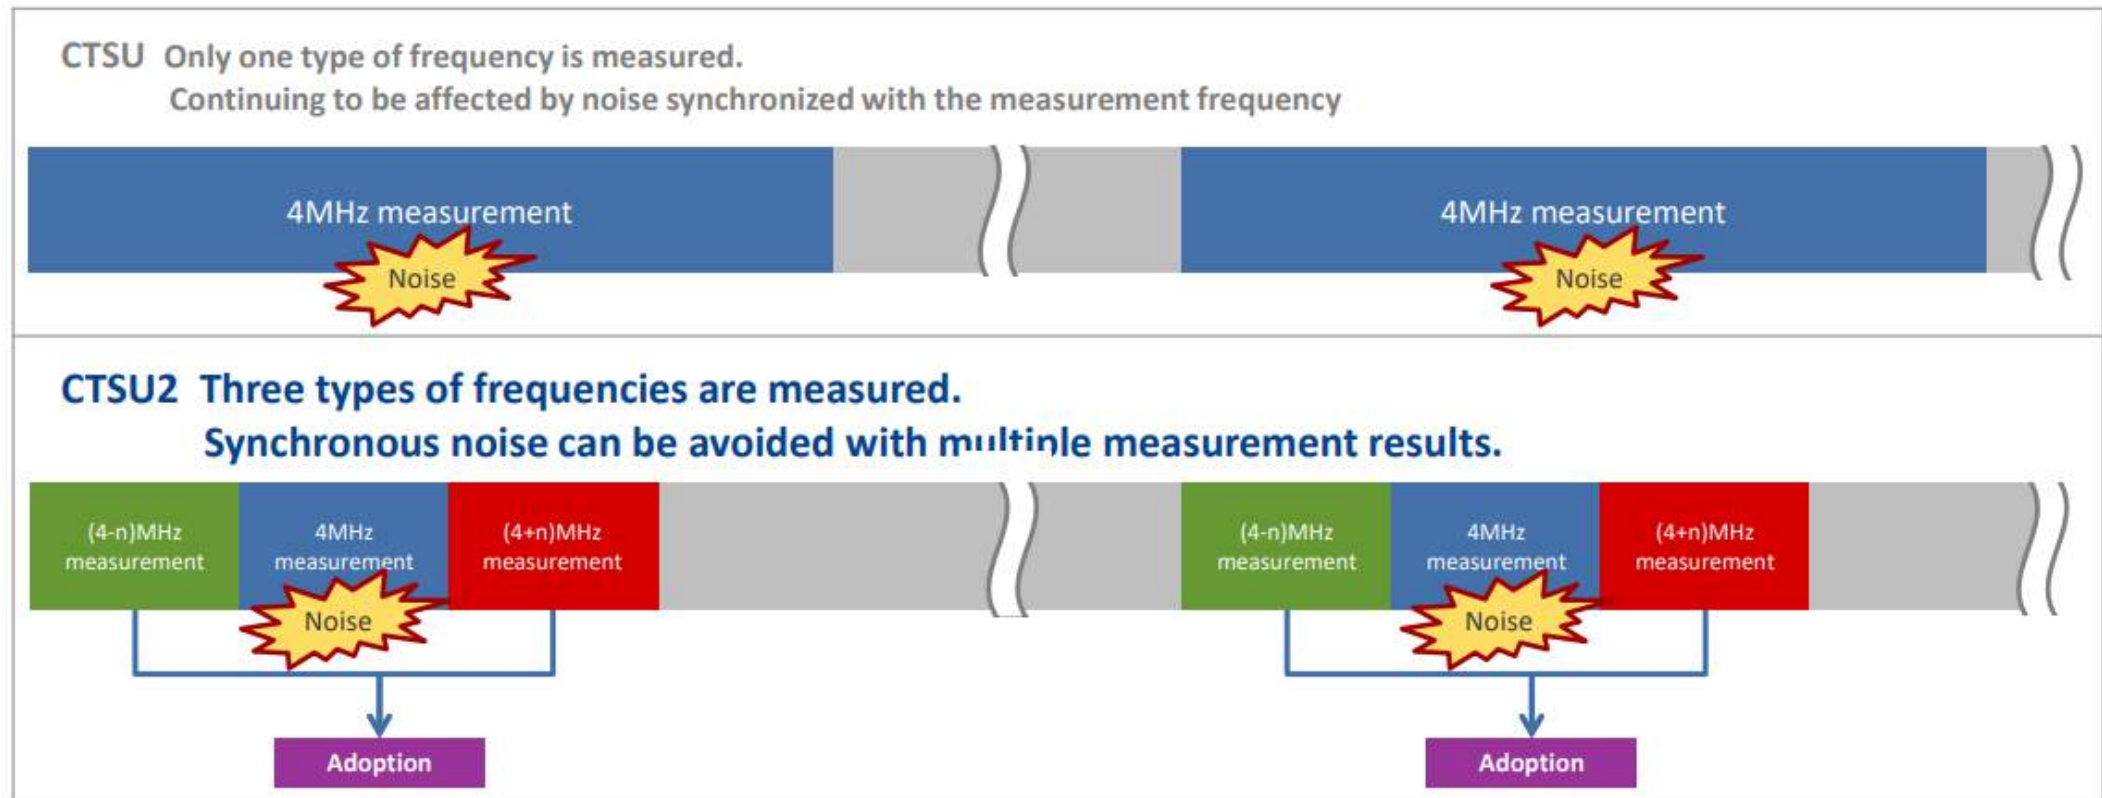 CTSU Only one type of frequency is measured.
Continuing to be affected by noise synchronized with the measurement frequency
4MHz measurement
4MHz measurement
Noise
Noise
CTSU2 Three types of frequencies are measured.
Synchronous noise can be avoided with multiple measurement results.
(4-n)MHz
measurement
4MHz
measurement
(4+n)MHz
measurement
(4-n)MHz
measurement
4MHz
measurement
(4+n)MHz
measurement
Noise
Noise
Adoption
Adoption